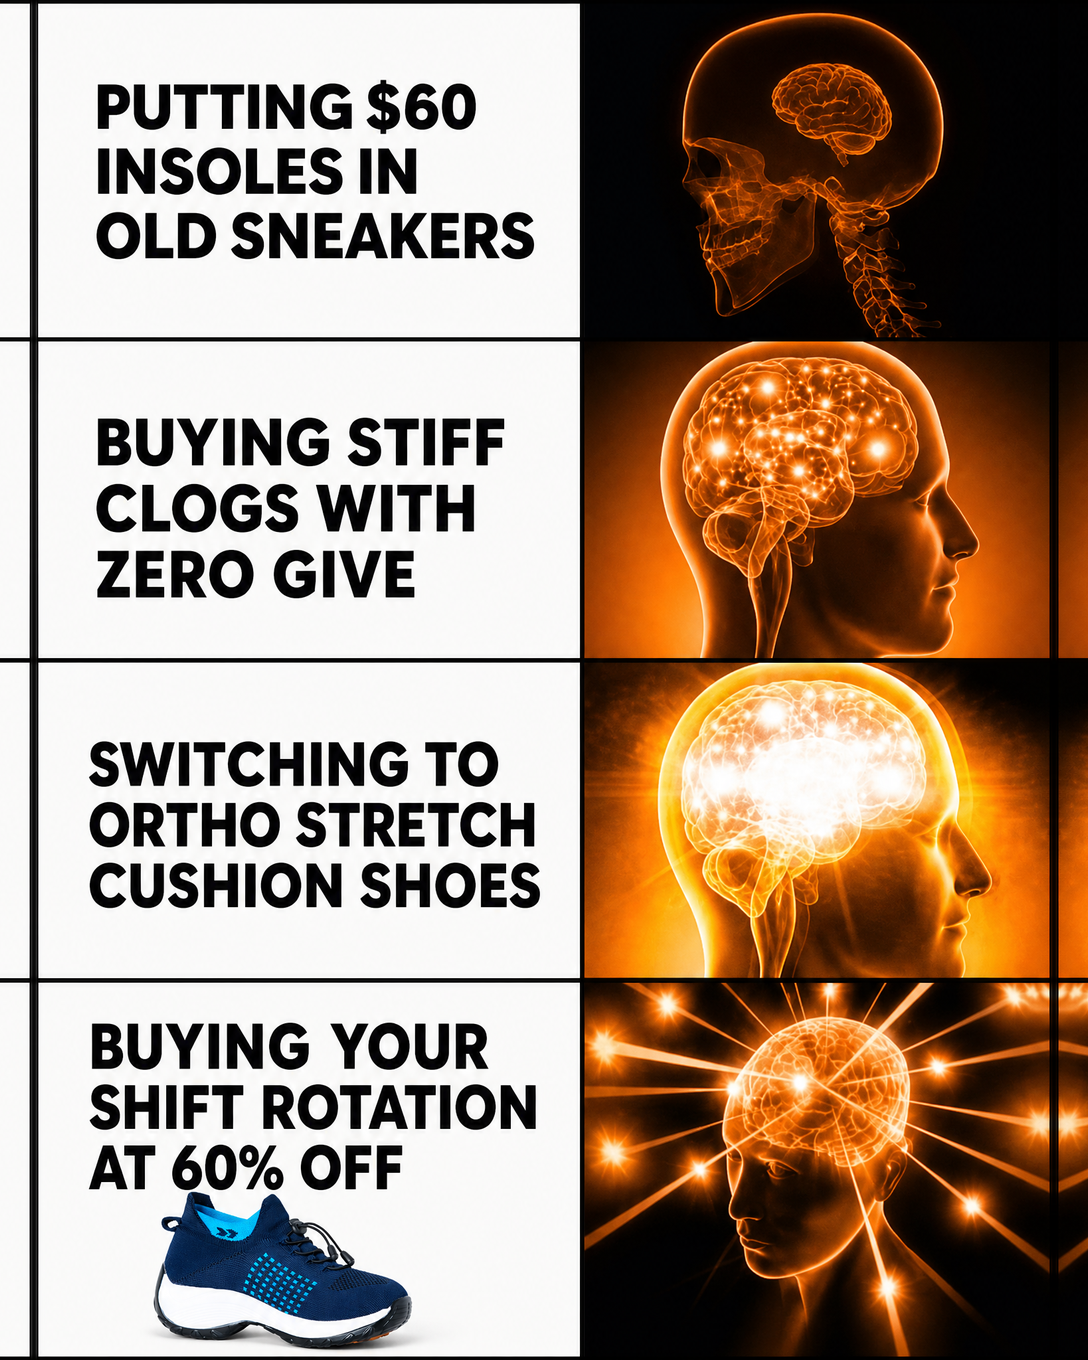 PUTTING $60
INSOLES IN
OLD SNEAKERS
BUYING STIFF
CLOGS WITH
ZERO GIVE
SWITCHING TO
ORTHO STRETCH
CUSHION SHOES
BUYING YOUR
SHIFT ROTATION
AT 60% OFF